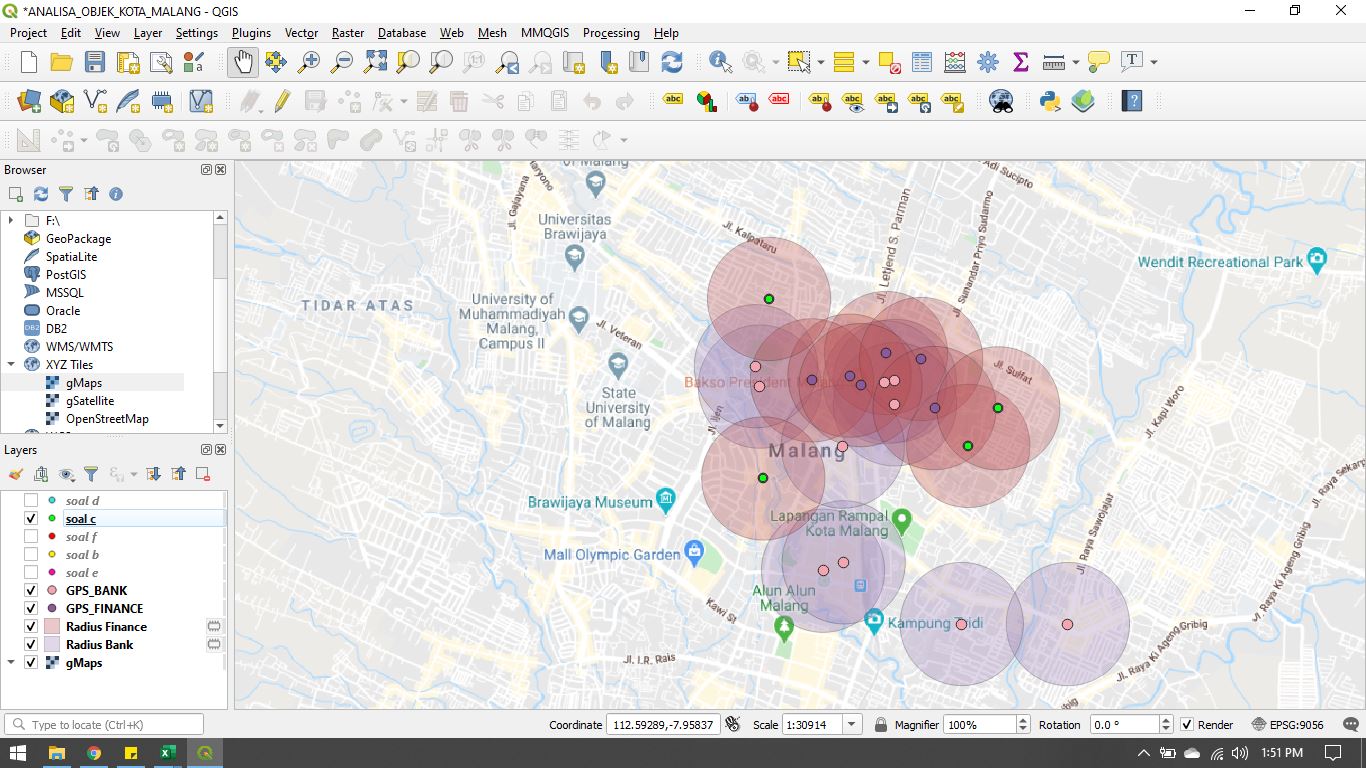 *ANALISA_OBJEK_KOTA_MALANG - QGIS
Project Edit View Layer Settings Plugins Vector Raster Database Web Mesh MMQGIS Processing Help
Browser
F:\
GeoPackage
SpatiaLite
PostGIS
MSSQL
Oracle
DB2
WMS/WMTS
XYZ Tiles
gMaps
gSatellite
OpenStreetMap
Layers
soal d
soal c
soal f
soal b
soal e
GPS_BANK
GPS_FINANCE
Radius Finance
Radius Bank
gMaps
Adi Sucipto
Jl. Gajayana
Universitas
Brawijaya
Jl. Kalpataru
Jl. Letjend S. Parmah
Jl. Sunandar Priyo Sudarmo
Wendit Recreational Park
TIDAR ATAS
University of
Muhammadiyah
Malang,
Campus II
Jl. Veteran
State
University
of Malang
Bakso President
Jl. Ijen
Jl. Sulfat
Jl. Kapi Woro
Malang
Brawijaya Museum
Lapangan Rampal
Kota Malang
Mall Olympic Garden
Jl. Raya Sawojajar
Alun Alun
Malang
Kawi St
Kampung Tridi
Jl. I.R. Rais
Jl. Raya Ki Ageng Gribig
Jl. Raya Ki Ageng Gribig
Type to locate (Ctrl+K)
Coordinate 112.59289,-7.95837 Scale 1:30914 Magnifier 100% Rotation 0.0 ° Render EPSG:9056
1:51 PM